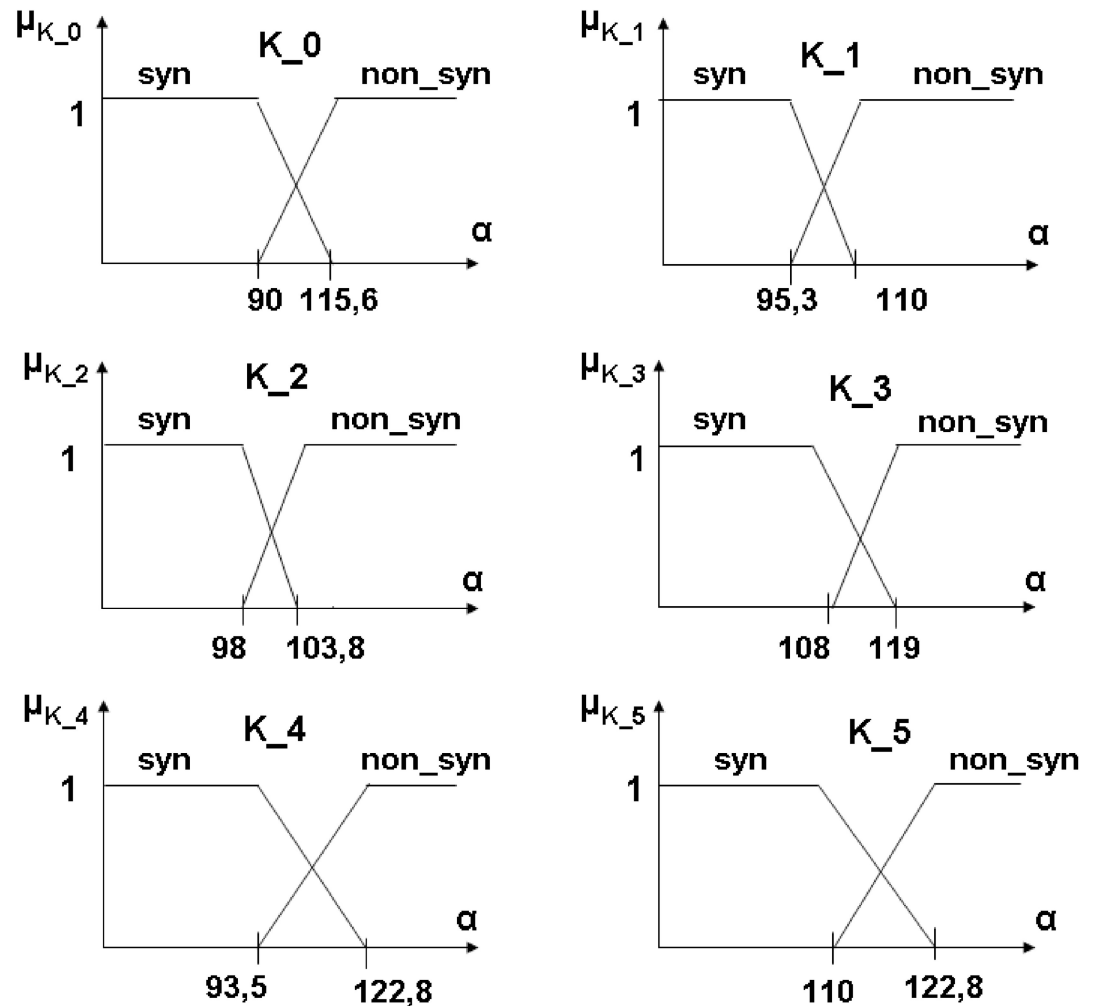 μK_0
K_0
syn
non_syn
1
α
90
115,6
μK_1
K_1
syn
non_syn
1
α
95,3
110
μK_2
K_2
syn
non_syn
1
α
98
103,8
μK_3
K_3
syn
non_syn
1
α
108
119
μK_4
K_4
syn
non_syn
1
α
93,5
122,8
μK_5
K_5
syn
non_syn
1
α
110
122,8